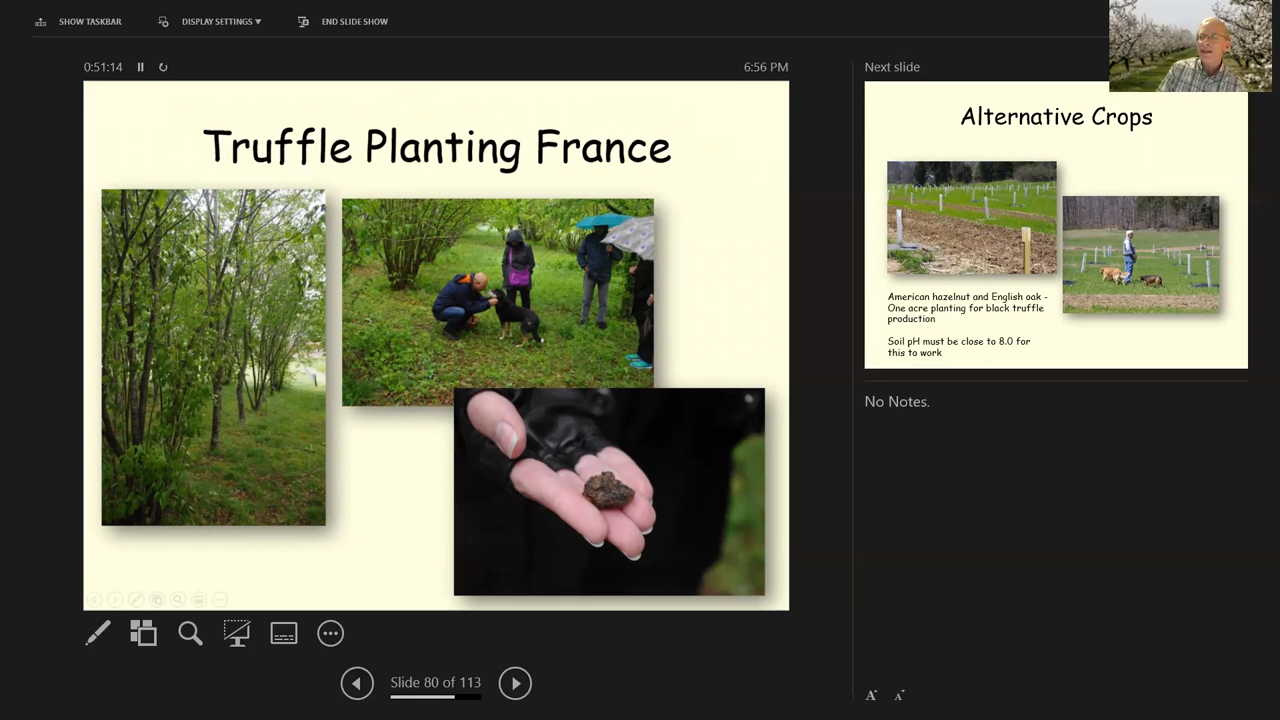 SHOW TASKBAR
DISPLAY SETTINGS ▼
END SLIDE SHOW
0:51:14
6:56 PM
Truffle Planting France
Slide 80 of 113
Next slide
Alternative Crops
American hazelnut and English oak -
One acre planting for black truffle
production
Soil pH must be close to 8.0 for
this to work
No Notes.
A A